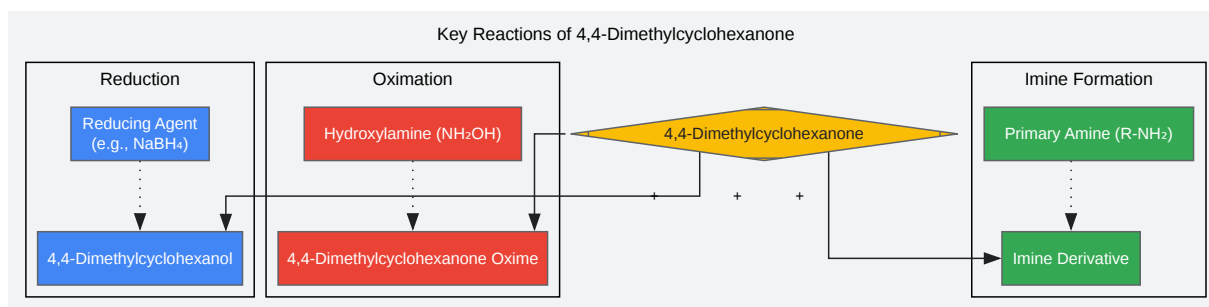 Key Reactions of 4,4-Dimethylcyclohexanone
Reduction
Reducing Agent
(e.g., NaBH₄)
4,4-Dimethylcyclohexanol
Oximation
Hydroxylamine (NH₂OH)
4,4-Dimethylcyclohexanone Oxime
4,4-Dimethylcyclohexanone
+ + +
Imine Formation
Primary Amine (R-NH₂)
Imine Derivative